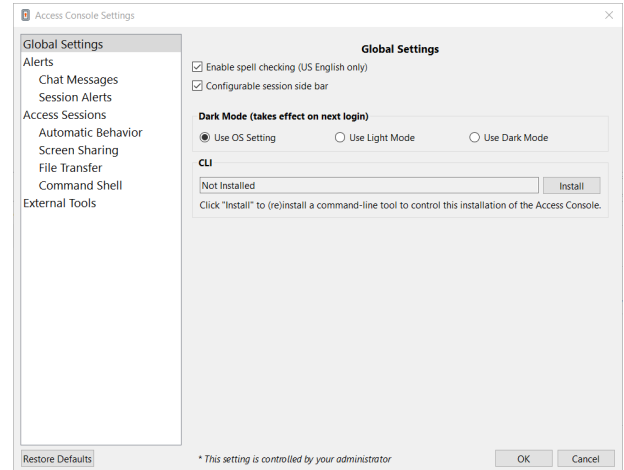 Access Console Settings
Global Settings
Alerts
Chat Messages
Session Alerts
Access Sessions
Automatic Behavior
Screen Sharing
File Transfer
Command Shell
External Tools
Global Settings
Enable spell checking (US English only)
Configurable session side bar
Dark Mode (takes effect on next login)
Use OS Setting Use Light Mode Use Dark Mode
CLI
Not Installed Install
Click "Install" to (re)install a command-line tool to control this installation of the Access Console.
Restore Defaults * This setting is controlled by your administrator OK Cancel